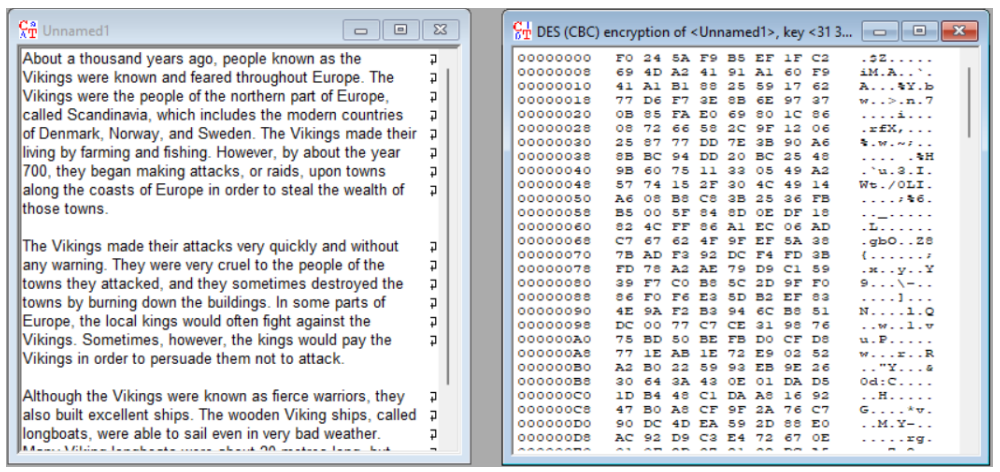 Unnamed1
About a thousand years ago, people known as the
Vikings were known and feared throughout Europe. The
Vikings were the people of the northern part of Europe,
called Scandinavia, which includes the modern countries
of Denmark, Norway, and Sweden. The Vikings made their
living by farming and fishing. However, by about the year
700, they began making attacks, or raids, upon towns
along the coasts of Europe in order to steal the wealth of
those towns.
The Vikings made their attacks very quickly and without
any warning. They were very cruel to the people of the
towns they attacked, and they sometimes destroyed the
towns by burning down the buildings. In some parts of
Europe, the local kings would often fight against the
Vikings. Sometimes, however, the kings would pay the
Vikings in order to persuade them not to attack.
Although the Vikings were known as fierce warriors, they
also built excellent ships. The wooden Viking ships, called
longboats, were able to sail even in very bad weather.
Many Viking longboats were about 20 metres long, but
DES (CBC) encryption of <Unnamed1>, key <31 3...
00000000 F0 24 5A F9 B5 EF 1F C2 .$Z.....
00000008 69 4D A2 41 91 A1 60 F9 iM.A..`.
00000010 41 A1 B1 88 25 59 17 62 A...%Y.b
00000018 77 D6 F7 3E 8B 6E 97 37 w..>.n.7
00000020 0B 85 FA E0 69 80 1C 86 ....i...
00000028 08 72 66 58 2C 9F 12 06 .rfX,...
00000030 25 87 77 DD 7E 3B 90 A6 %.w.~;..
00000038 8B BC 94 DD 20 BC 25 48 .... .%H
00000040 9B 60 75 11 33 05 49 A2 .`u.3.I.
00000048 57 74 15 2F 30 4C 49 14 Wt./0LI.
00000050 A6 08 B8 C8 3B 25 36 FB ....;%6.
00000058 B5 00 5F 84 8D 0E DF 18 .._.....
00000060 82 4C FF 86 A1 EC 06 AD .L......
00000068 C7 67 62 4F 9F EF 5A 38 .gbO..Z8
00000070 7B AD F3 92 DC F4 FD 3B {......;
00000078 FD 78 A2 AE 79 D9 C1 59 .x..y..Y
00000080 39 F7 C0 B8 5C 2D 9F F0 9...\-..
00000088 86 F0 F6 E3 5D B2 EF 83 ....]...
00000090 4E 9A F2 B3 94 6C B8 51 N....l.Q
00000098 DC 00 77 C7 CE 31 98 76 ..w..1.v
000000A0 75 BD 50 BE FB D0 CF D8 u.P.....
000000A8 77 1E AB 1E 72 E9 02 52 w...r..R
000000B0 A2 B0 22 59 93 EB 9E 26 .."Y...&
000000B8 30 64 3A 43 0E 01 DA D5 0d:C....
000000C0 1D B4 48 C1 DA A8 16 92 ..H.....
000000C8 47 B0 A8 CF 9F 2A 76 C7 G....*v.
000000D0 90 DC 4D EA 59 2D 88 E0 ..M.Y-..
000000D8 AC 92 D9 C3 E4 72 67 0E .....rg.